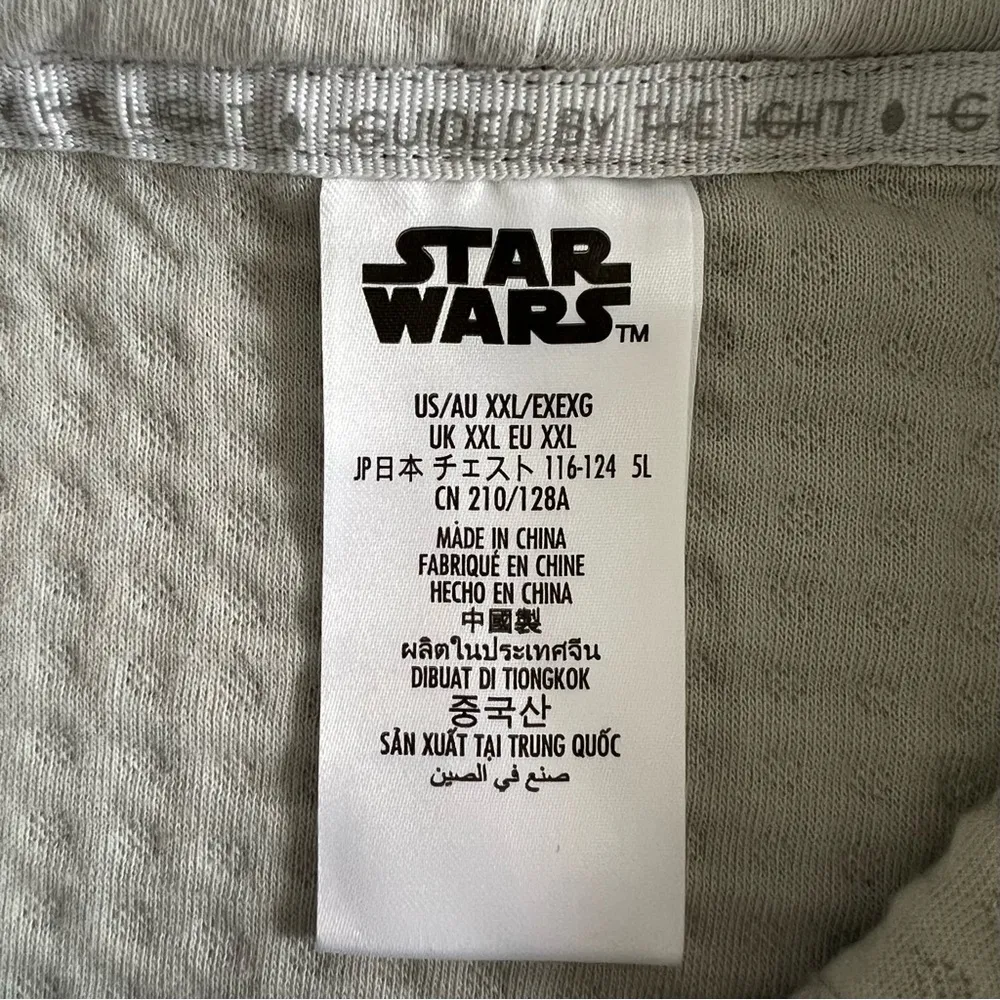 THE LIGHT • GUIDED BY THE LIGHT • G
STAR
WARS™
US/AU XXL/EXEXG
UK XXL EU XXL
JP日本 チェスト 116-124 5L
CN 210/128A
MADE IN CHINA
FABRIQUÉ EN CHINE
HECHO EN CHINA
中國製
ผลิตในประเทศจีน
DIBUAT DI TIONGKOK
중국산
SẢN XUẤT TẠI TRUNG QUỐC
صنع في الصين